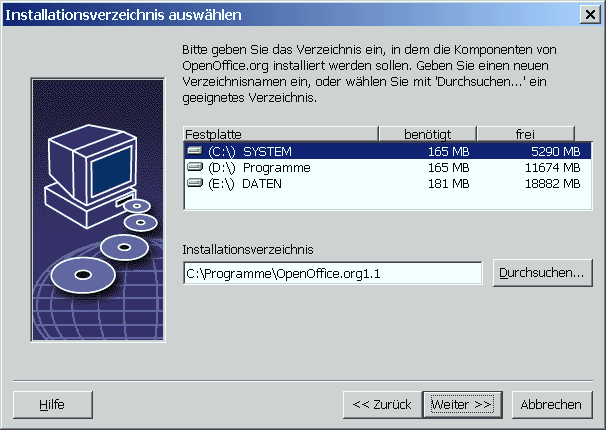 Installationsverzeichnis auswählen
Bitte geben Sie das Verzeichnis ein, in dem die Komponenten von
OpenOffice.org installiert werden sollen. Geben Sie einen neuen
Verzeichnisnamen ein, oder wählen Sie mit 'Durchsuchen...' ein
geeignetes Verzeichnis.
Festplatte benötigt frei
(C:\) SYSTEM 165 MB 5290 MB
(D:\) Programme 165 MB 11674 MB
(E:\) DATEN 181 MB 18882 MB
Installationsverzeichnis
C:\Programme\OpenOffice.org1.1 Durchsuchen...
Hilfe << Zurück Weiter >> Abbrechen